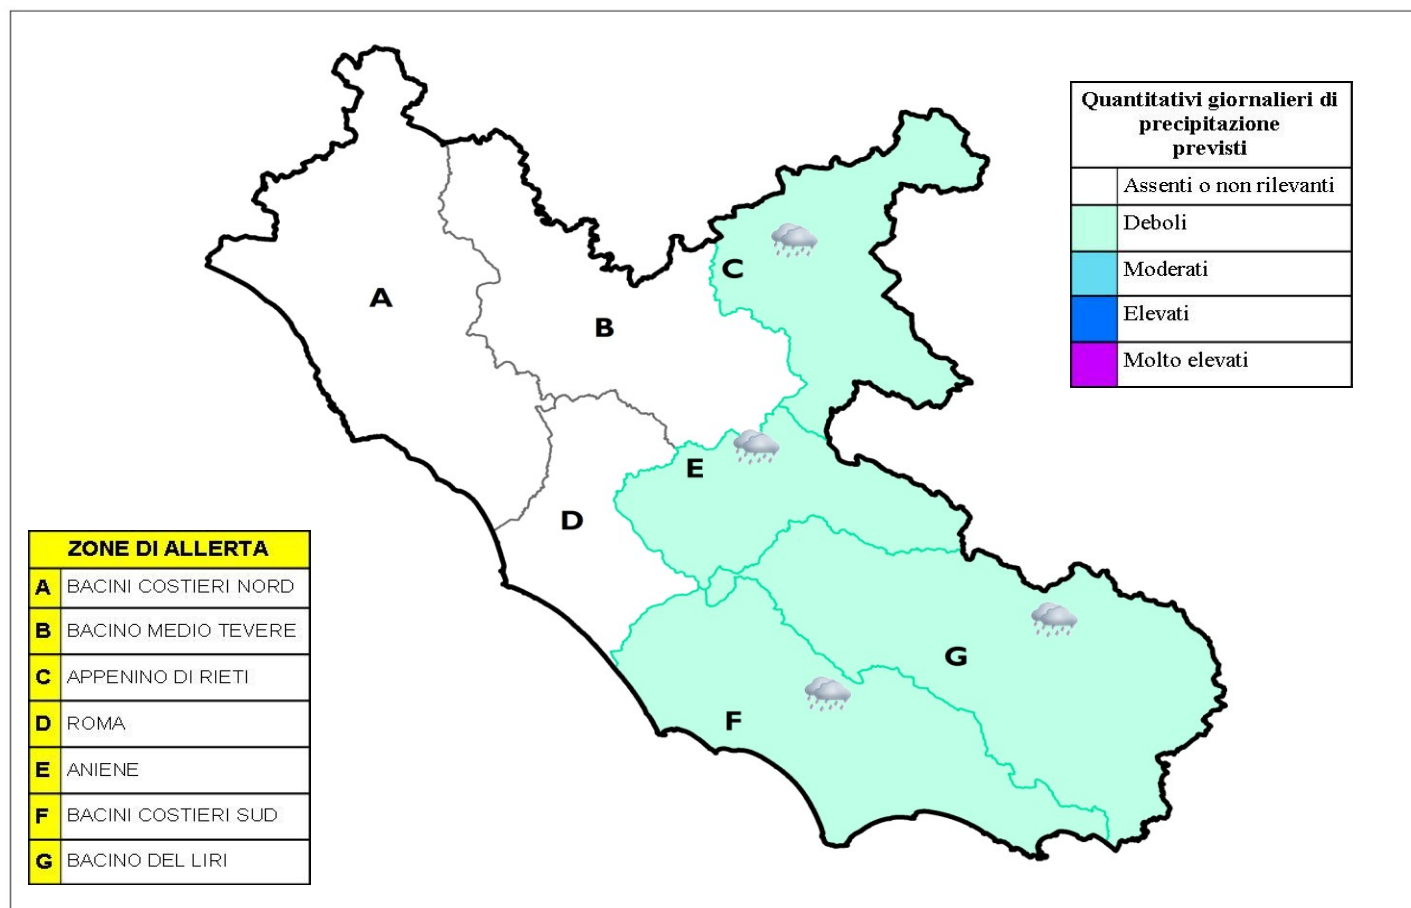 Quantitativi giornalieri di
precipitazione
previsti
Assenti o non rilevanti
Deboli
Moderati
Elevati
Molto elevati
A
B
C
D
E
F
G
ZONE DI ALLERTA
A BACINI COSTIERI NORD
B BACINO MEDIO TEVERE
C APPENINO DI RIETI
D ROMA
E ANIENE
F BACINI COSTIERI SUD
G BACINO DEL LIRI